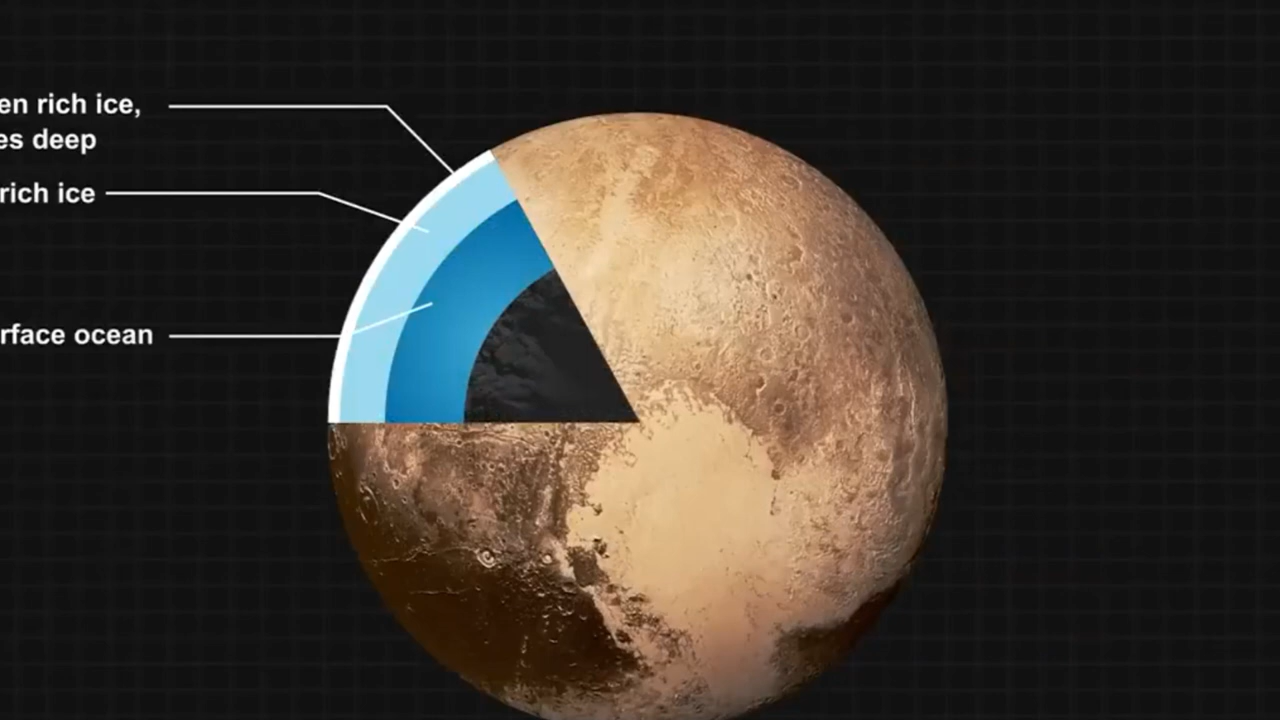 en rich ice,
es deep
rich ice
rface ocean